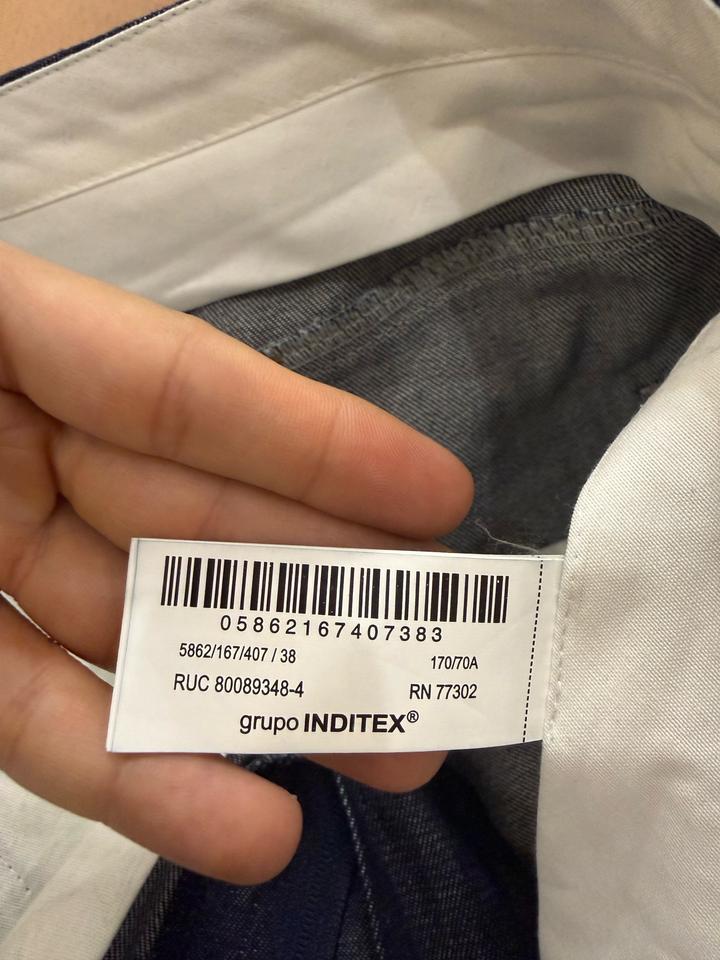 05862167407383
5862/167/407 / 38 170/70A
RUC 80089348-4 RN 77302
grupo INDITEX®